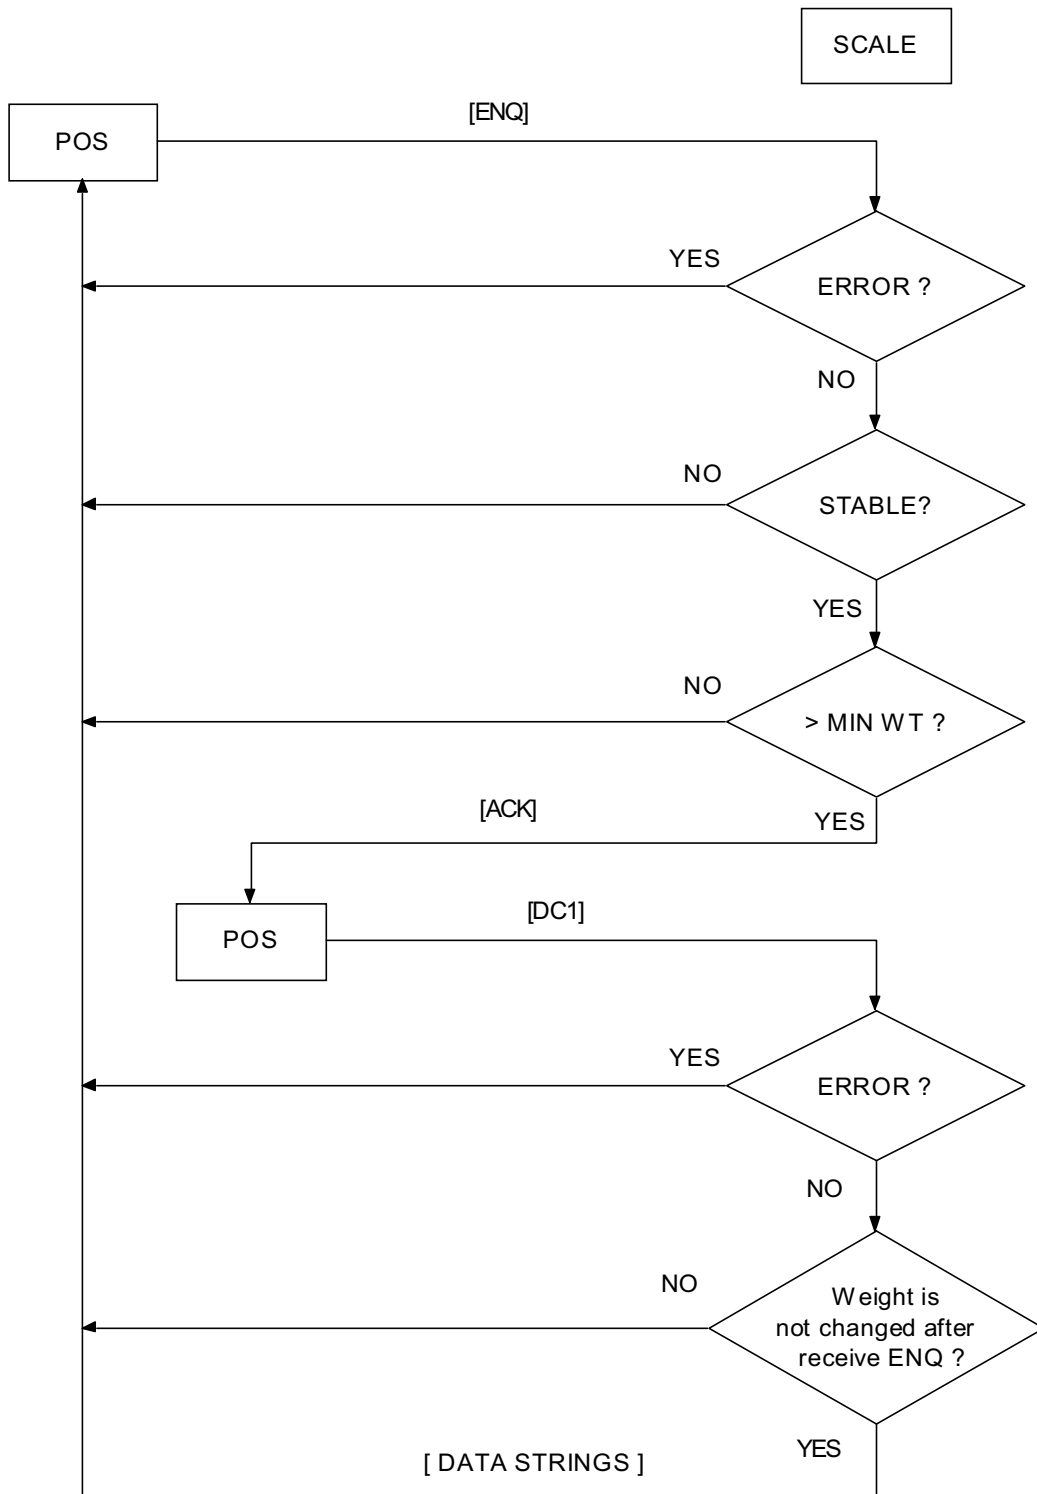 SCALE
[ENQ]
POS
YES
ERROR ?
NO
NO
STABLE?
YES
NO
> MIN WT ?
[ACK]
YES
[DC1]
POS
YES
ERROR ?
NO
NO
Weight is
not changed after
receive ENQ ?
YES
[ DATA STRINGS ]